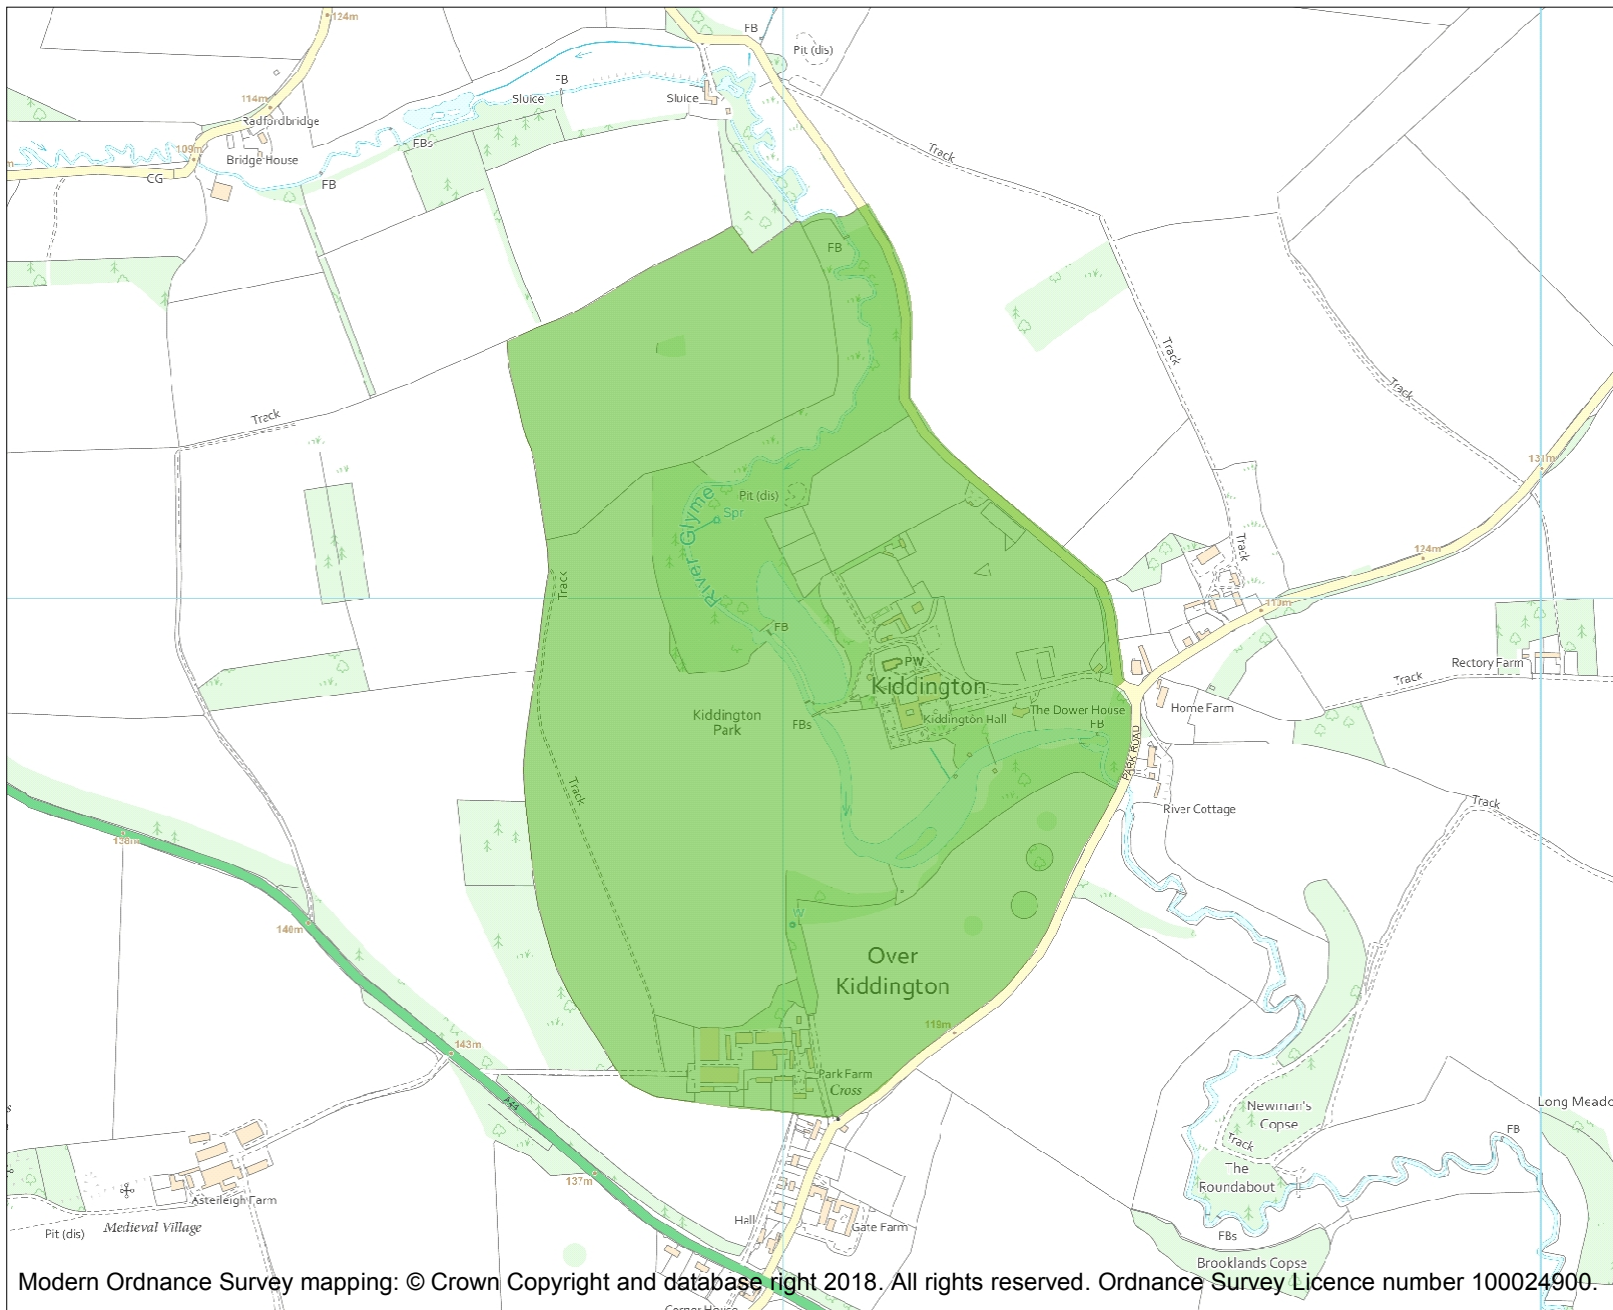 124m
FB
Pit (dis)
FB
Sluice
Sluice
114m
Radfordbridge
FBs
109m
Bridge House
CG
FB
Track
FB
Track
Track
Track
131m
Pit (dis)
Spr
River Glyme
Track
124m
Track
113m
FB
PW
Rectory Farm
Kiddington
Track
Kiddington
Park
FBs
Kiddington Hall
The Dower House
FB
Home Farm
PARK ROAD
Track
River Cottage
Track
138m
W
140m
Over
Kiddington
119m
143m
Park Farm
Cross
A44
Newman's
Copse
Long Meado
FB
Track
The
Roundabout
137m
Asterleigh Farm
Medieval Village
Pit (dis)
Hall
Gate Farm
FBs
Brooklands Copse
Modern Ordnance Survey mapping: © Crown Copyright and database right 2018. All rights reserved. Ordnance Survey Licence number 100024900.
Corner House